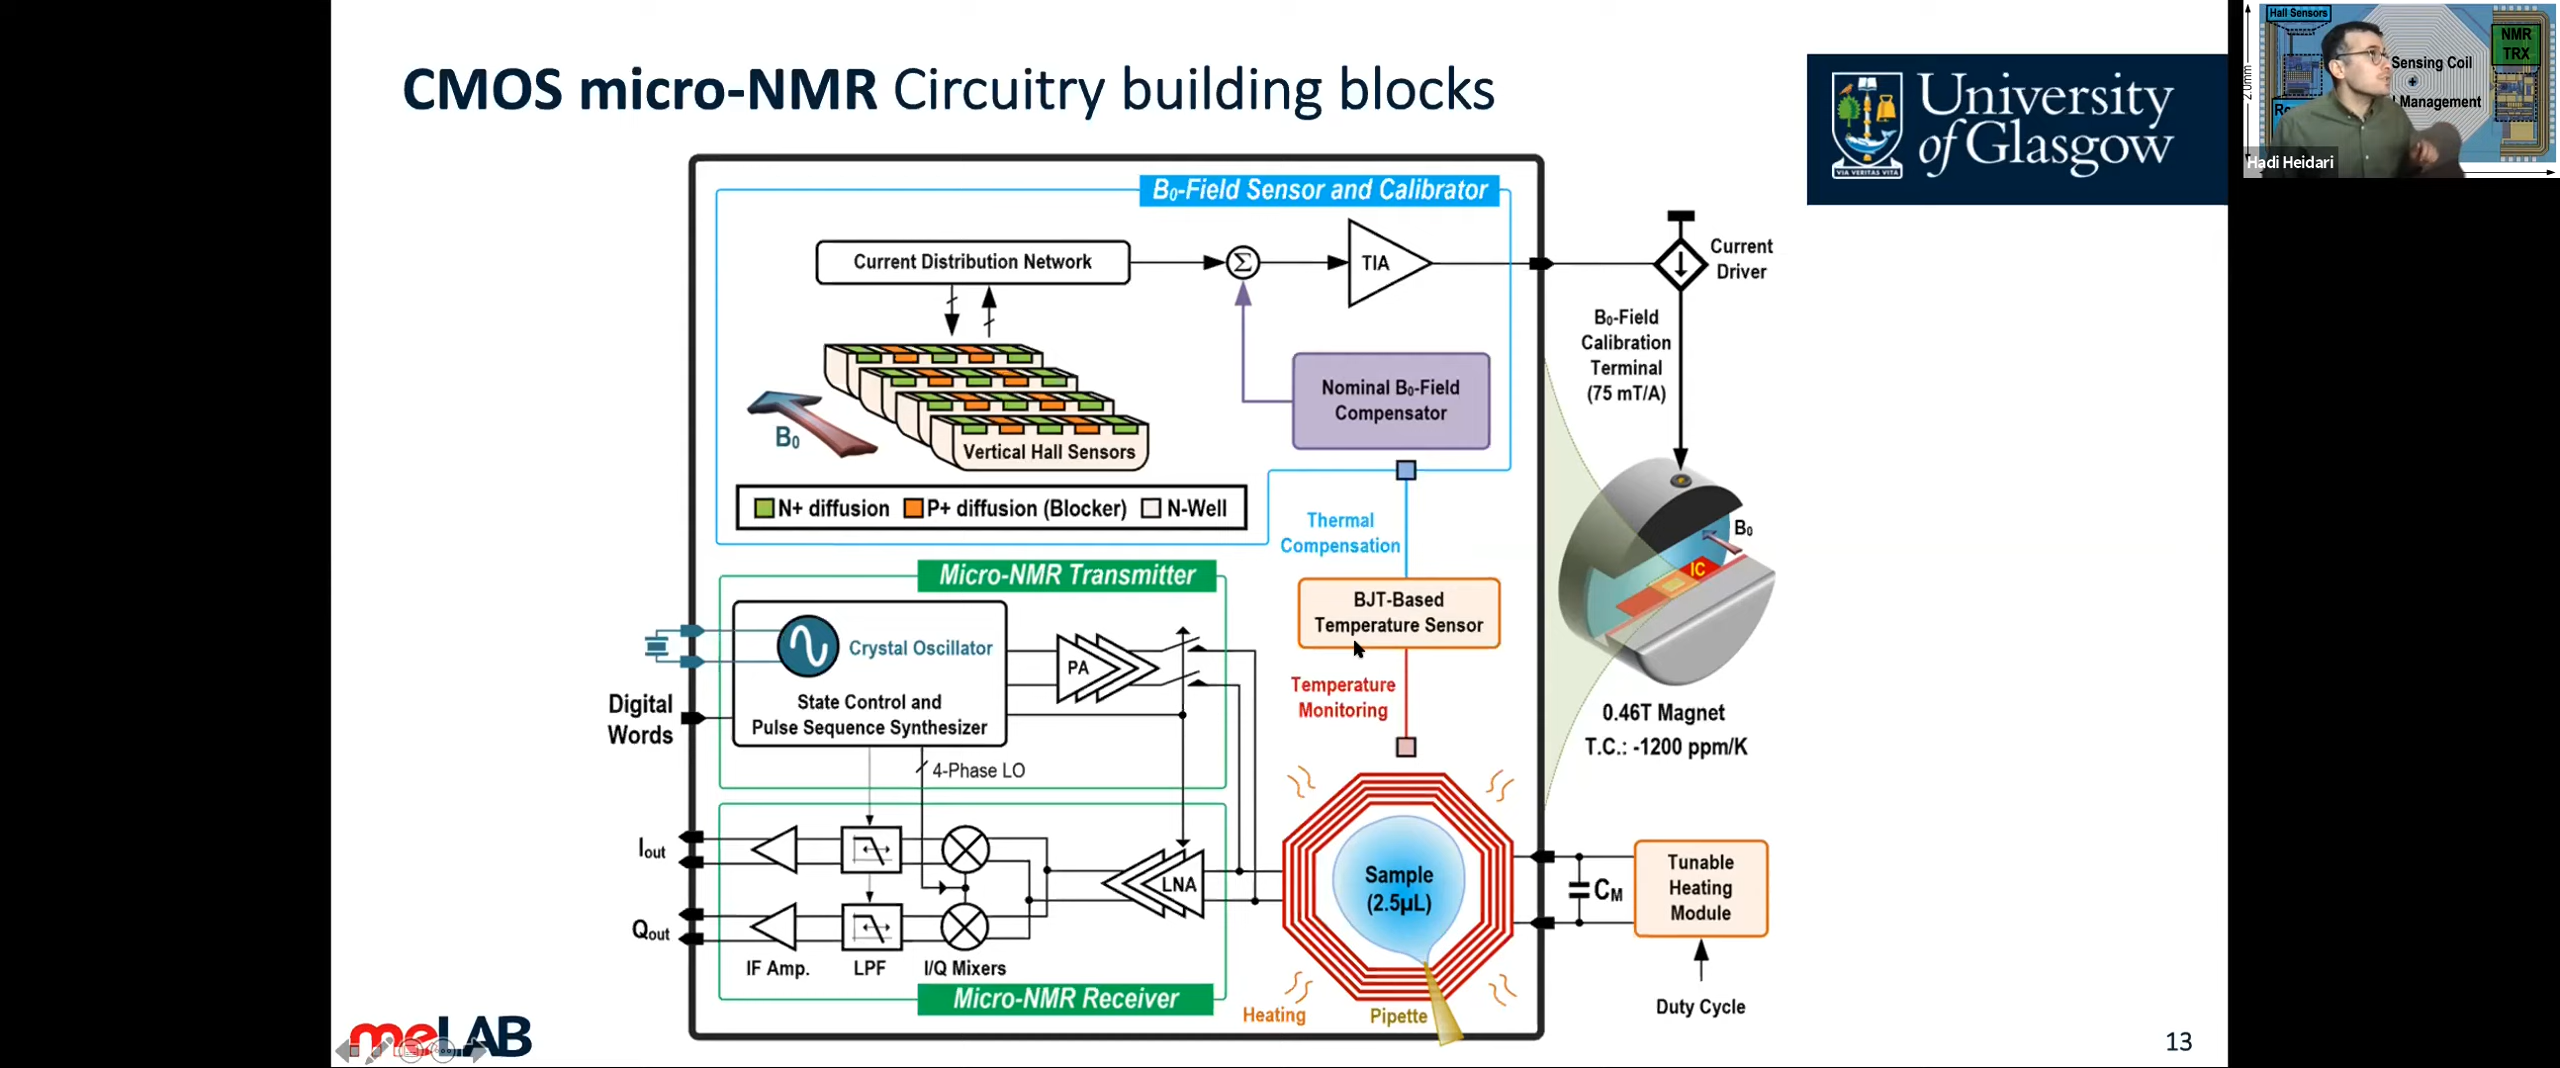 CMOS micro-NMR Circuitry building blocks
University
of Glasgow
VIA VERITAS VITA
Hall Sensors
NMR
TRX
Sensing Coil
Management
2.0mm
Hadi Heidari
B₀-Field Sensor and Calibrator
Current Distribution Network
Σ
TIA
Current
Driver
B₀-Field
Calibration
Terminal
(75 mT/A)
Nominal B₀-Field
Compensator
B₀
Vertical Hall Sensors
N+ diffusion
P+ diffusion (Blocker)
N-Well
Thermal
Compensation
B₀
IC
Micro-NMR Transmitter
BJT-Based
Temperature Sensor
Crystal Oscillator
PA
State Control and
Pulse Sequence Synthesizer
Digital
Words
Temperature
Monitoring
0.46T Magnet
T.C.: -1200 ppm/K
4-Phase LO
Iout
Qout
LNA
Sample
(2.5µL)
CM
Tunable
Heating
Module
IF Amp.
LPF
I/Q Mixers
Micro-NMR Receiver
Heating
Pipette
Duty Cycle
meLAB
13